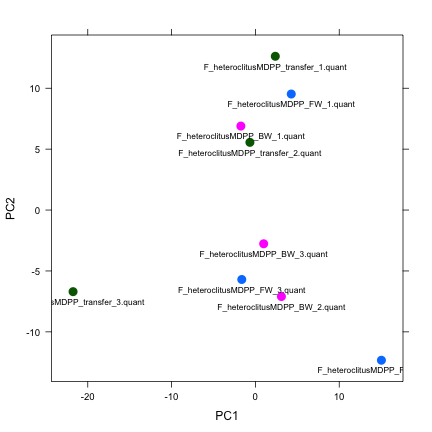 F_heteroclitusMDPP_transfer_1.quant
F_heteroclitusMDPP_FW_1.quant
F_heteroclitusMDPP_BW_1.quant
F_heteroclitusMDPP_transfer_2.quant
F_heteroclitusMDPP_BW_3.quant
F_heteroclitusMDPP_FW_3.quant
sMDPP_transfer_3.quant
F_heteroclitusMDPP_BW_2.quant
F_heteroclitusMDPP_F
10
5
0
-5
-10
PC2
-20
-10
0
10
PC1